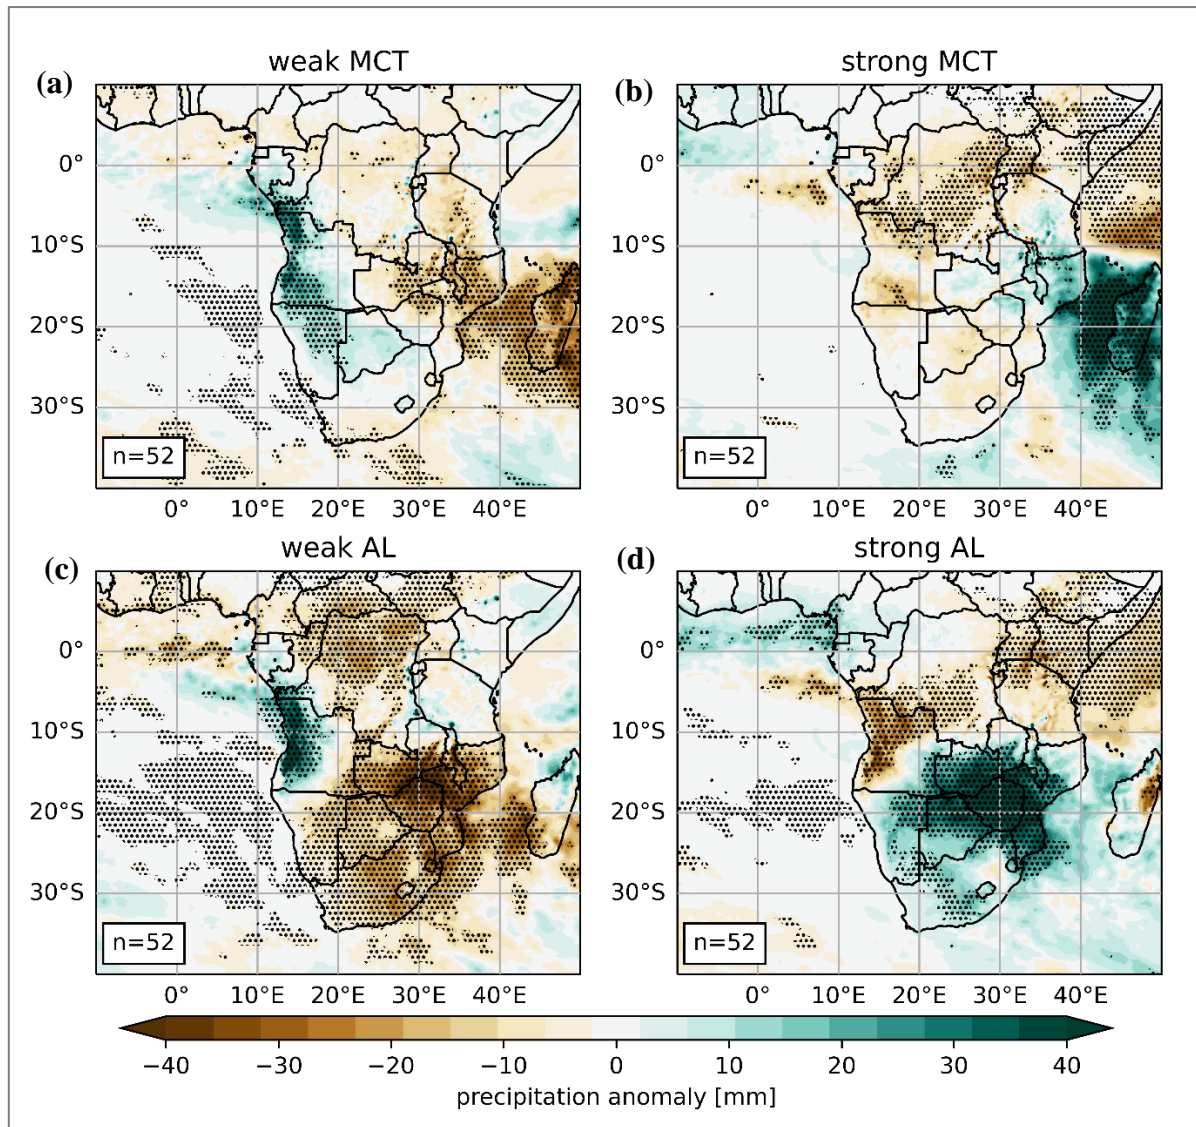 weak MCT
strong MCT
(a)
(b)
0°
10°S
20°S
30°S
n=52
0° 10°E 20°E 30°E 40°E
0°
10°S
20°S
30°S
n=52
0° 10°E 20°E 30°E 40°E
weak AL
strong AL
(c)
(d)
0°
10°S
20°S
30°S
n=52
0° 10°E 20°E 30°E 40°E
0°
10°S
20°S
30°S
n=52
0° 10°E 20°E 30°E 40°E
−40 −30 −20 −10 0 10 20 30 40
precipitation anomaly [mm]